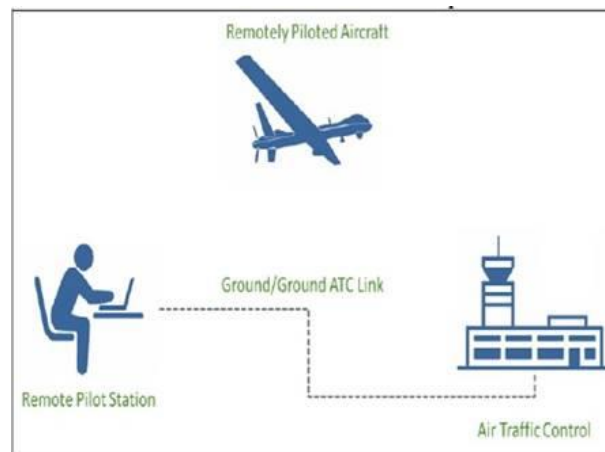 Remotely Piloted Aircraft
Ground/Ground ATC Link
Remote Pilot Station
Air Traffic Control